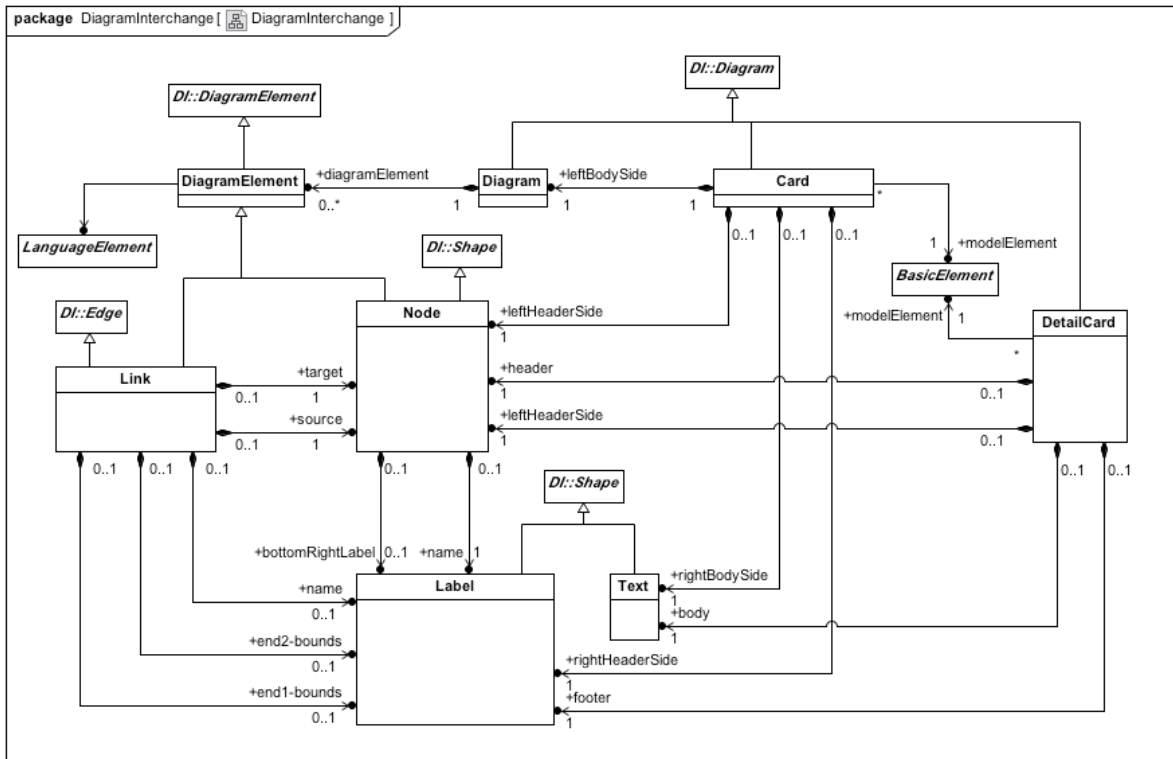 package DiagramInterchange [ DiagramInterchange ]
DI::Diagram
DI::DiagramElement
DiagramElement
+diagramElement
0..*
1
Diagram
+leftBodySide
1
1
Card
*
0..1
0..1
0..1
LanguageElement
DI::Shape
1
+modelElement
BasicElement
+modelElement
1
DI::Edge
Node
+leftHeaderSide
1
DetailCard
*
Link
+target
0..1
1
+header
1
0..1
+source
0..1
1
+leftHeaderSide
1
0..1
0..1
0..1
0..1
0..1
0..1
0..1
0..1
DI::Shape
+bottomRightLabel
0..1
+name
1
Label
Text
+rightBodySide
1
+name
0..1
+body
1
+end2-bounds
0..1
+rightHeaderSide
1
+end1-bounds
0..1
+footer
1